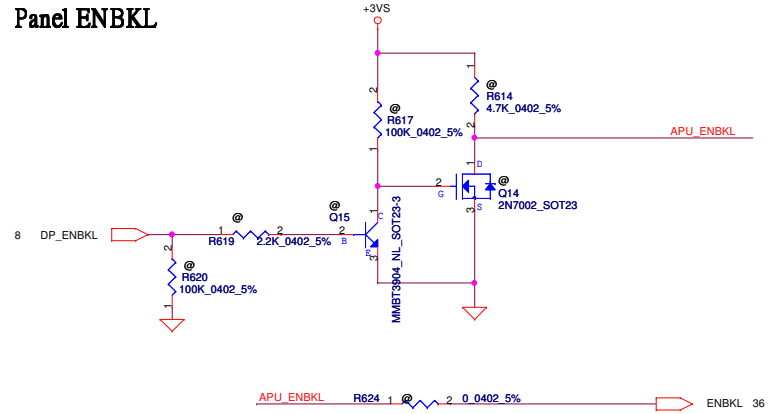 Panel ENBKL
+3VS
1
2
@
@
R614
R617
4.7K_0402_5%
100K_0402_5%
2
1
APU_ENBKL
1
D
2
@
G
Q14
2N7002_SOT23
S
3
@
Q15
@
1
C
8 DP_ENBKL
1
2
2
R619
2.2K_0402_5%
B
E
3
MMBT3904_NL_SOT23-3
2
@
R620
100K_0402_5%
1
APU_ENBKL
R624 1 @ 2 0_0402_5%
ENBKL 36